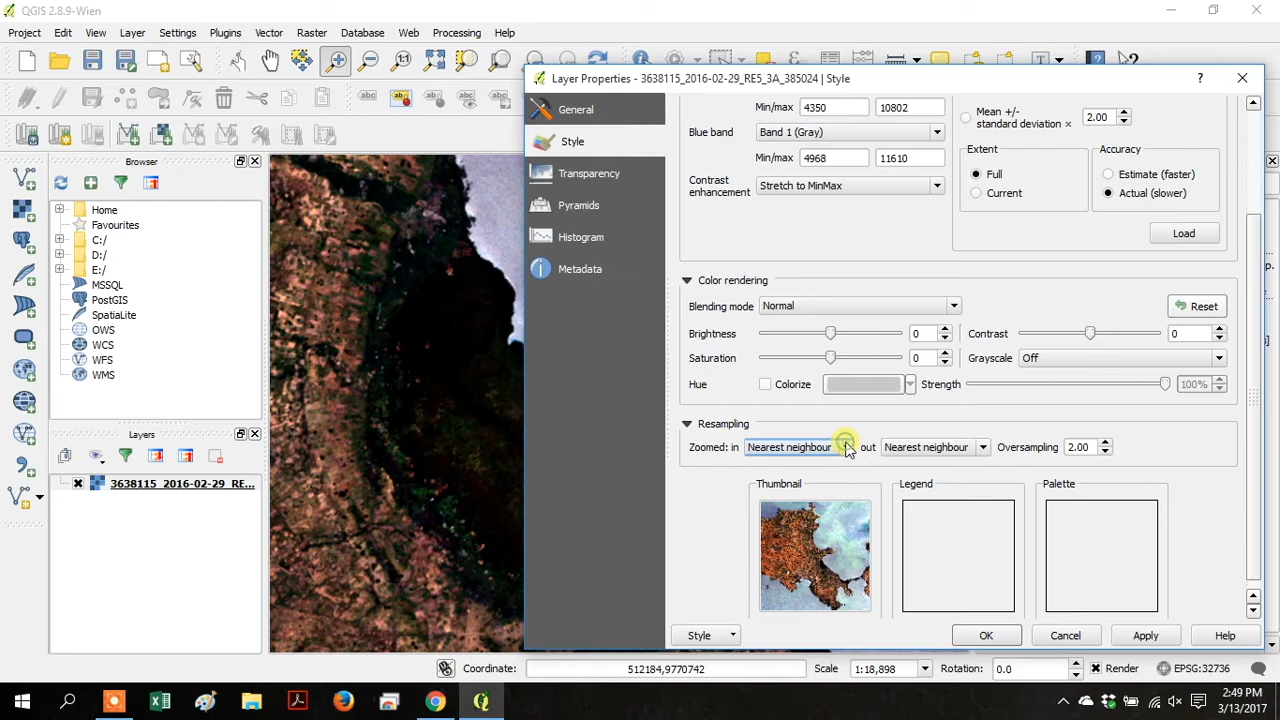 QGIS 2.8.9-Wien
Project Edit View Layer Settings Plugins Vector Raster Database Web Processing Help
Layer Properties - 3638115_2016-02-29_RE5_3A_385024 | Style
General
Style
Transparency
Pyramids
Histogram
Metadata
Min/max 4350 10802
Blue band Band 1 (Gray)
Min/max 4968 11610
Contrast enhancement Stretch to MinMax
Mean +/- standard deviation × 2.00
Extent
Full
Current
Accuracy
Estimate (faster)
Actual (slower)
Load
Color rendering
Blending mode Normal Reset
Brightness 0 Contrast 0
Saturation 0 Grayscale Off
Hue Colorize Strength 100%
Resampling
Zoomed: in Nearest neighbour out Nearest neighbour Oversampling 2.00
Thumbnail Legend Palette
Style OK Cancel Apply Help
Browser
Home
Favourites
C:/
D:/
E:/
MSSQL
PostGIS
SpatiaLite
OWS
WCS
WFS
WMS
Layers
3638115_2016-02-29_RE...
Coordinate: 512184,9770742 Scale 1:18,898 Rotation: 0.0 Render EPSG:32736
2:49 PM
3/13/2017